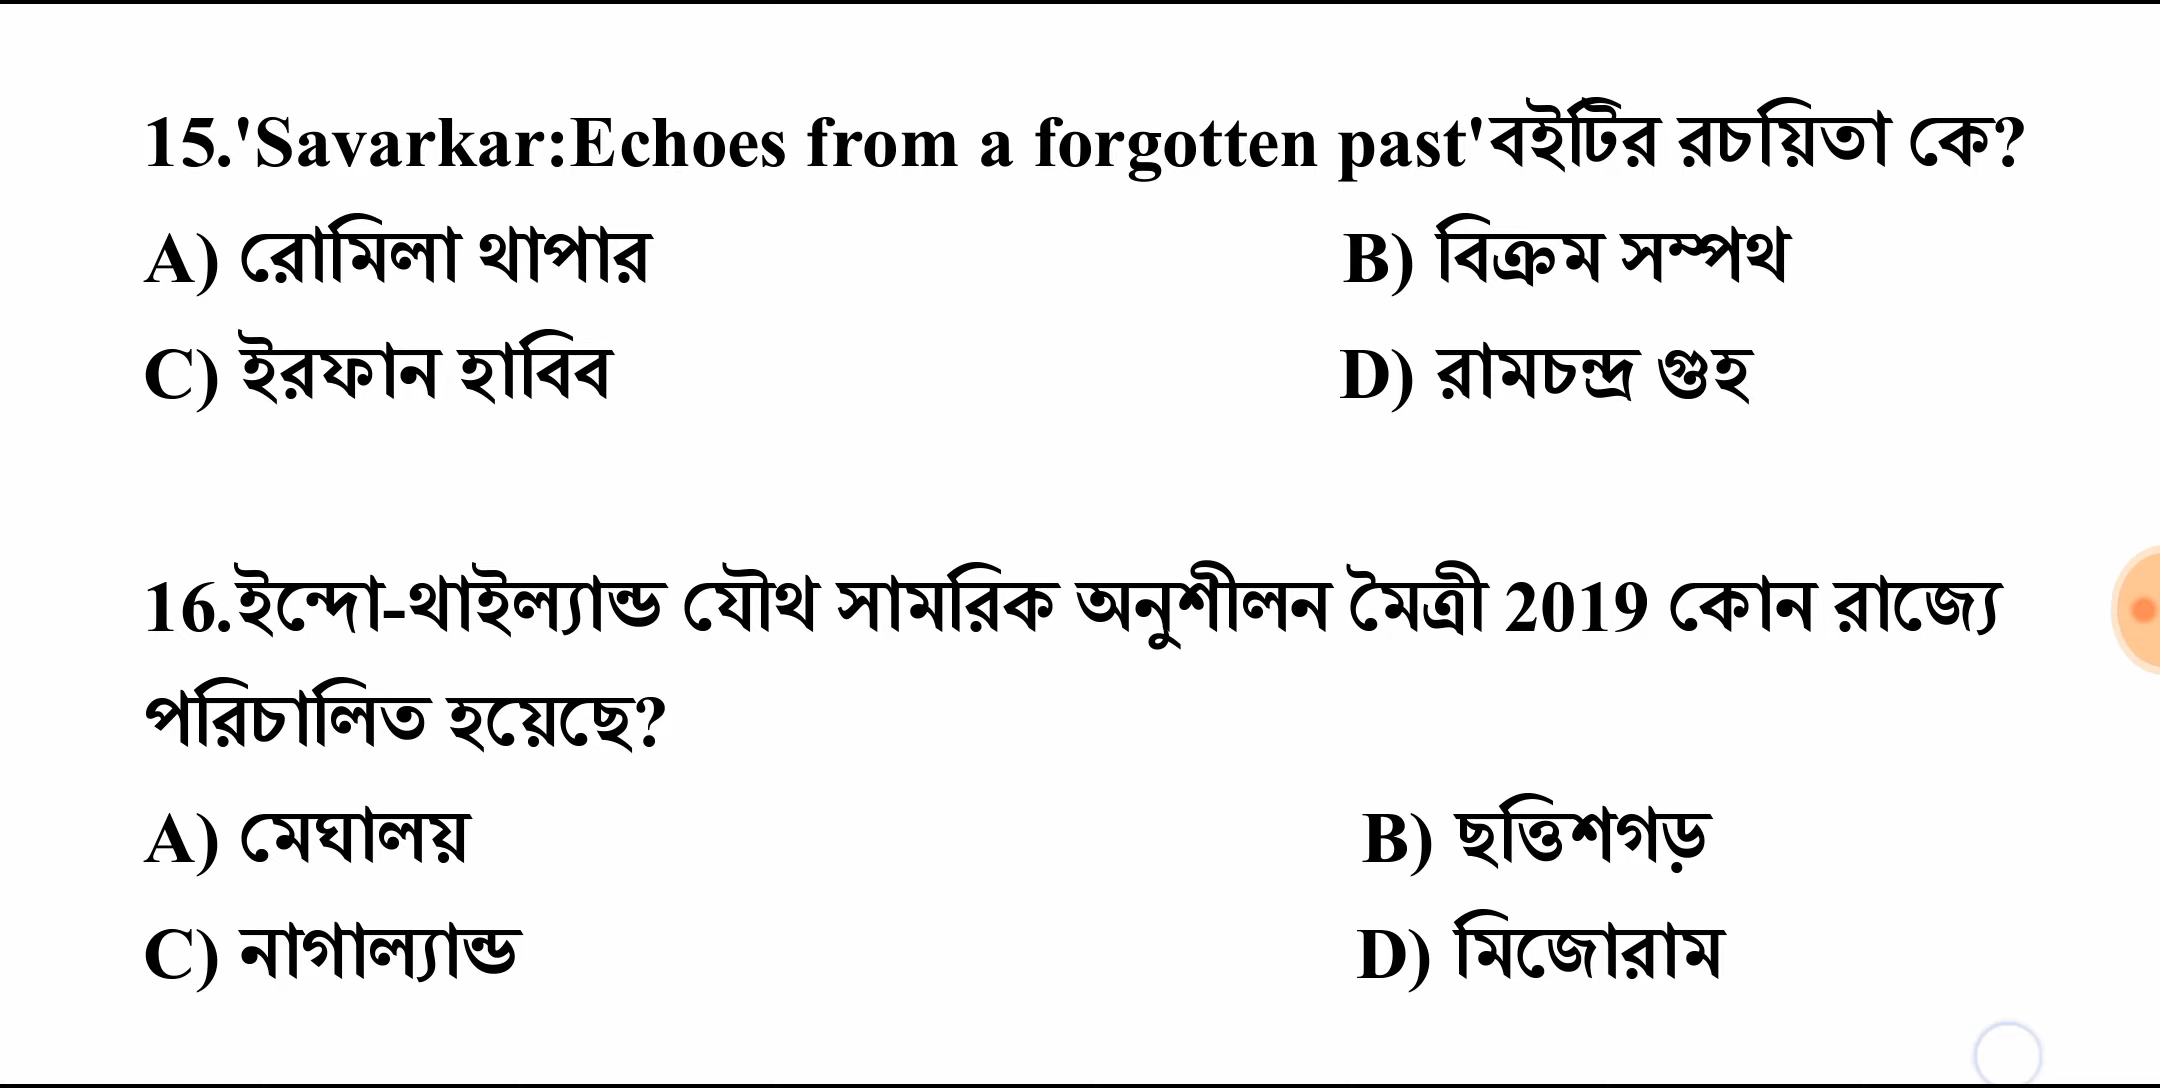 15.'Savarkar:Echoes from a forgotten past'বইটির রচয়িতা কে?
A) রোমিলা থাপার B) বিক্রম সম্পথ
C) ইরফান হাবিব D) রামচন্দ্র গুহ
16.ইন্দো-থাইল্যান্ড যৌথ সামরিক অনুশীলন মৈত্রী 2019 কোন রাজ্যে
পরিচালিত হয়েছে?
A) মেঘালয় B) ছত্তিশগড়
C) নাগাল্যান্ড D) মিজোরাম